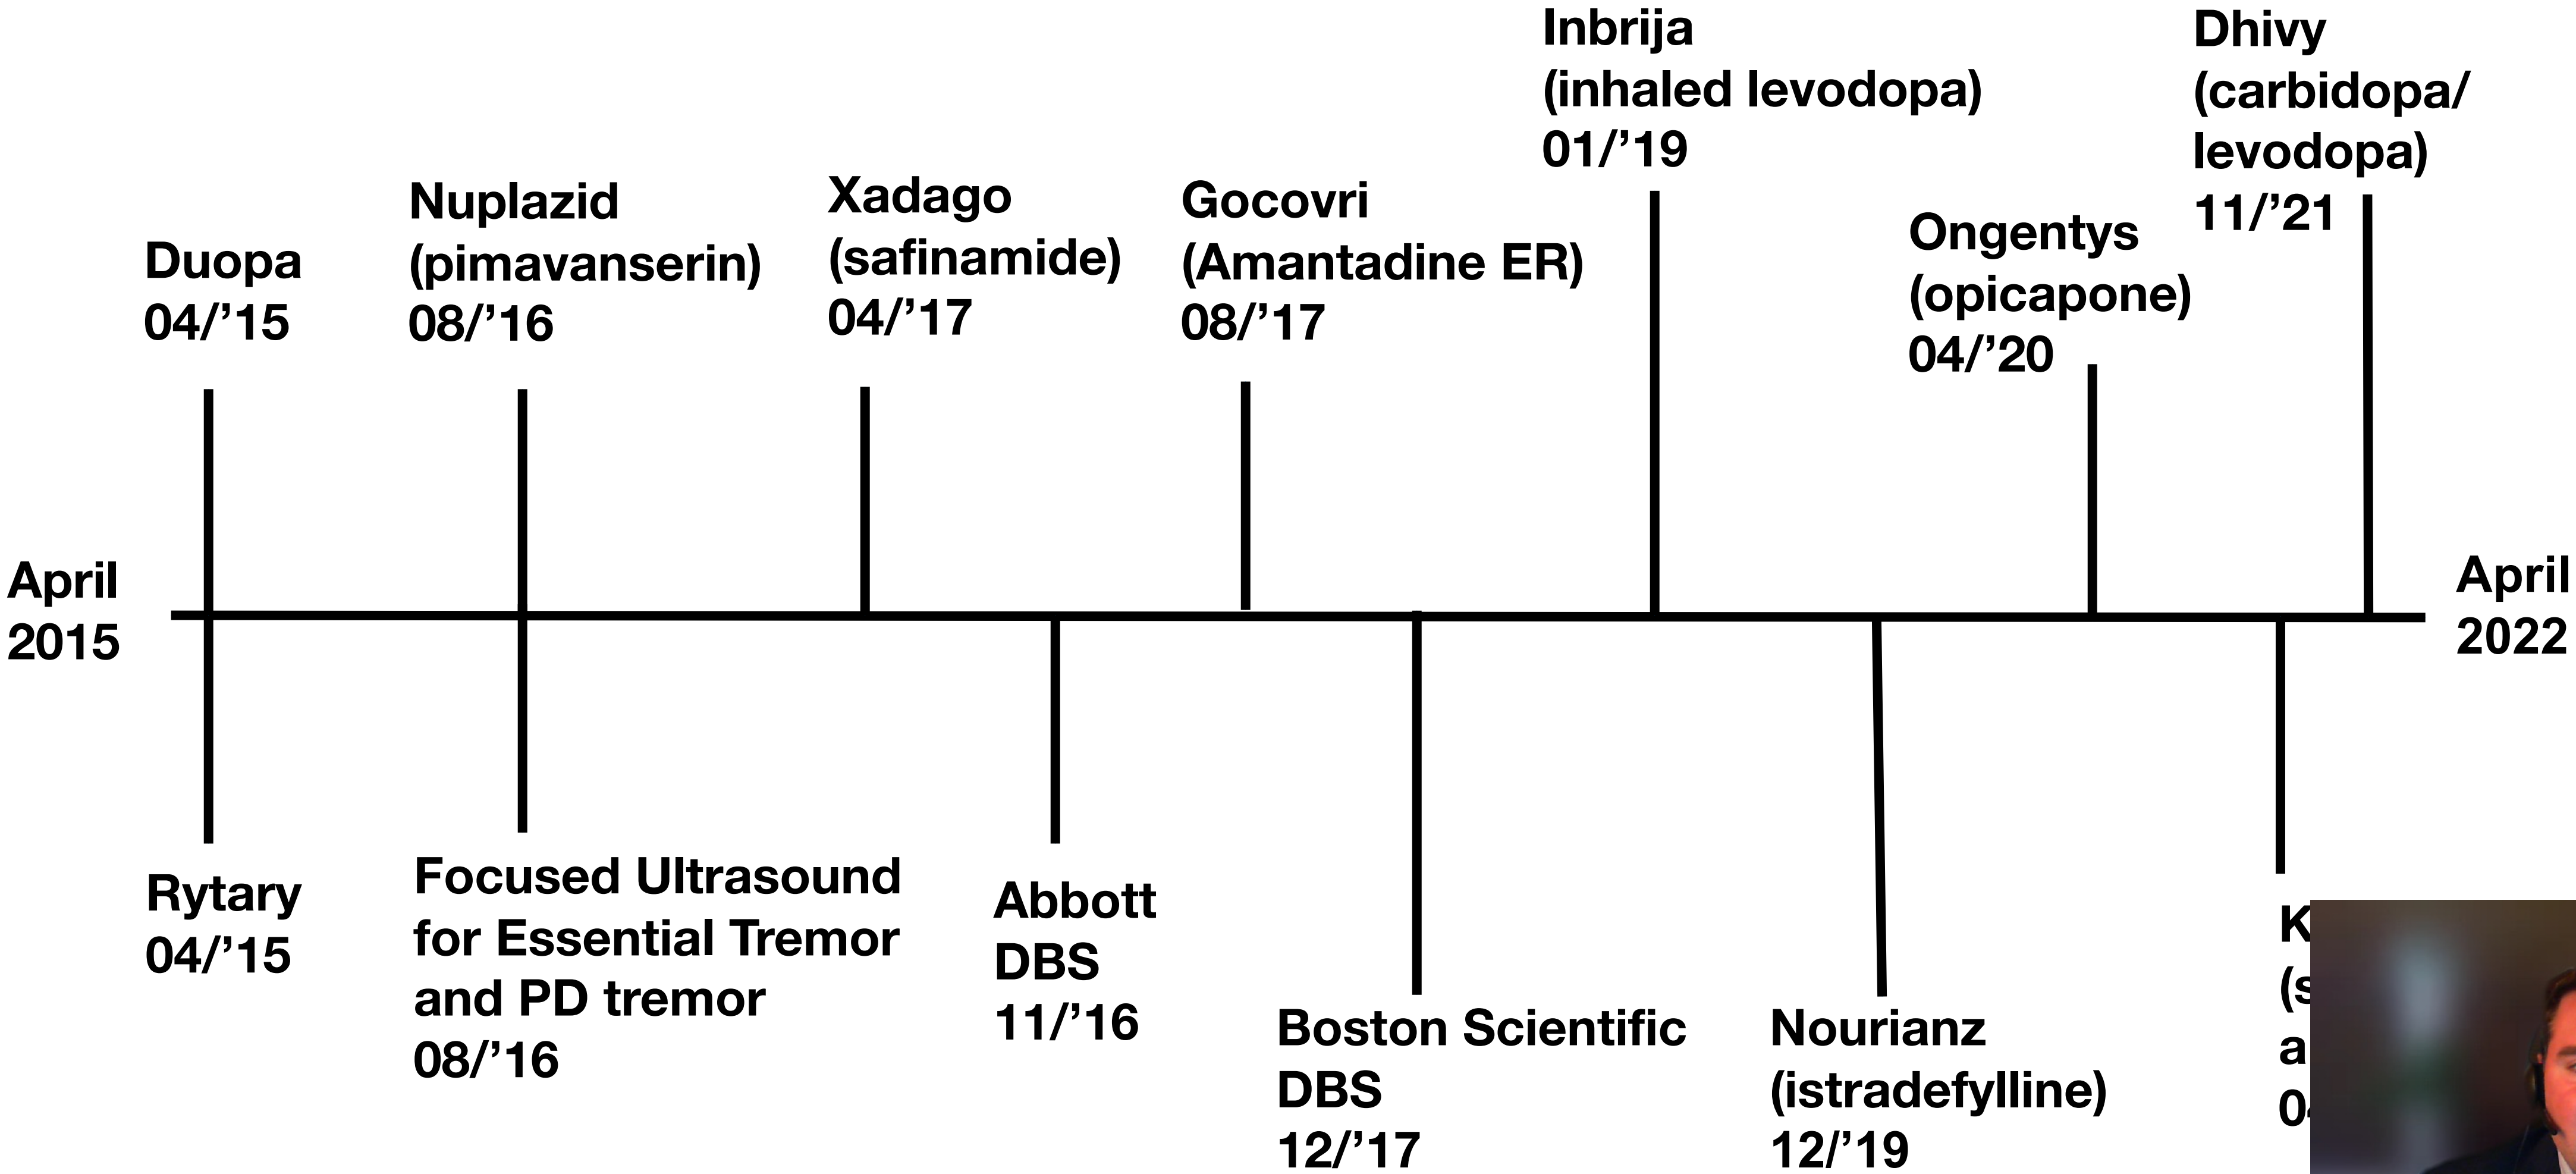 Inbrija
(inhaled levodopa)
01/’19
Dhivy
(carbidopa/
levodopa)
11/’21
Duopa
04/’15
Nuplazid
(pimavanserin)
08/’16
Xadago
(safinamide)
04/’17
Gocovri
(Amantadine ER)
08/’17
Ongentys
(opicapone)
04/’20
April
2015
April
2022
Rytary
04/’15
Focused Ultrasound
for Essential Tremor
and PD tremor
08/’16
Abbott
DBS
11/’16
Boston Scientific
DBS
12/’17
Nourianz
(istradefylline)
12/’19